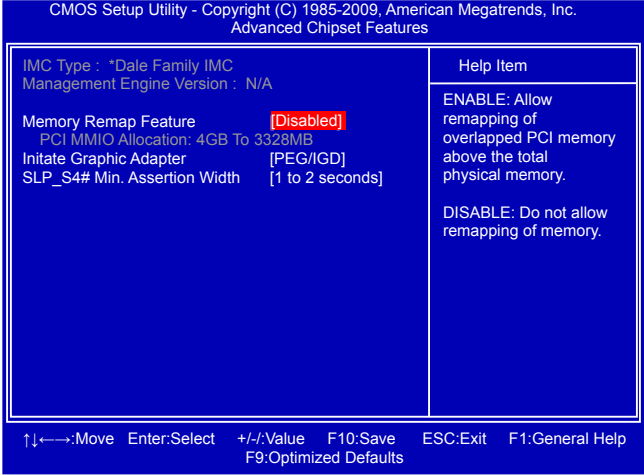 CMOS Setup Utility - Copyright (C) 1985-2009, American Megatrends, Inc.
Advanced Chipset Features
IMC Type : *Dale Family IMC
Management Engine Version : N/A
Memory Remap Feature [Disabled]
PCI MMIO Allocation: 4GB To 3328MB
Initate Graphic Adapter [PEG/IGD]
SLP_S4# Min. Assertion Width [1 to 2 seconds]
Help Item
ENABLE: Allow
remapping of
overlapped PCI memory
above the total
physical memory.
DISABLE: Do not allow
remapping of memory.
↑↓←→:Move Enter:Select +/-/:Value F10:Save ESC:Exit F1:General Help
F9:Optimized Defaults